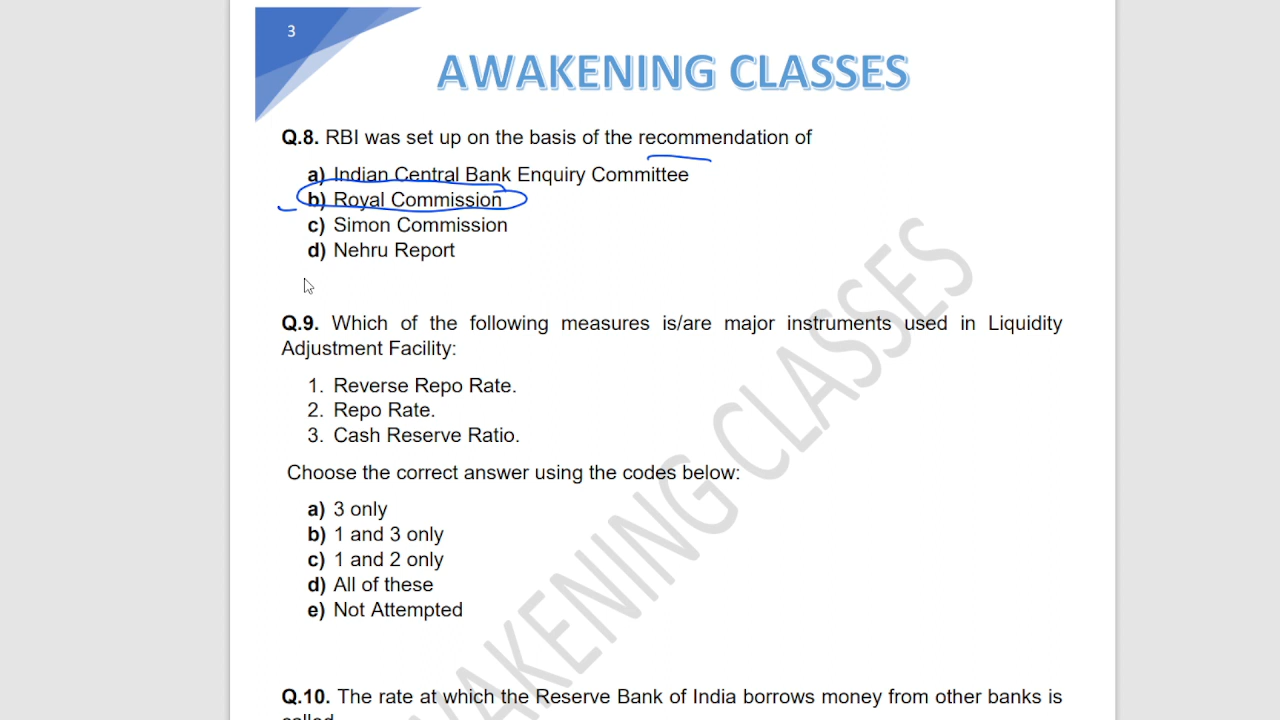 3
AWAKENING CLASSES
Q.8. RBI was set up on the basis of the recommendation of
a) Indian Central Bank Enquiry Committee
b) Royal Commission
c) Simon Commission
d) Nehru Report
Q.9. Which of the following measures is/are major instruments used in Liquidity
Adjustment Facility:
1. Reverse Repo Rate.
2. Repo Rate.
3. Cash Reserve Ratio.
Choose the correct answer using the codes below:
a) 3 only
b) 1 and 3 only
c) 1 and 2 only
d) All of these
e) Not Attempted
Q.10. The rate at which the Reserve Bank of India borrows money from other banks is
called
AWAKENING CLASSES